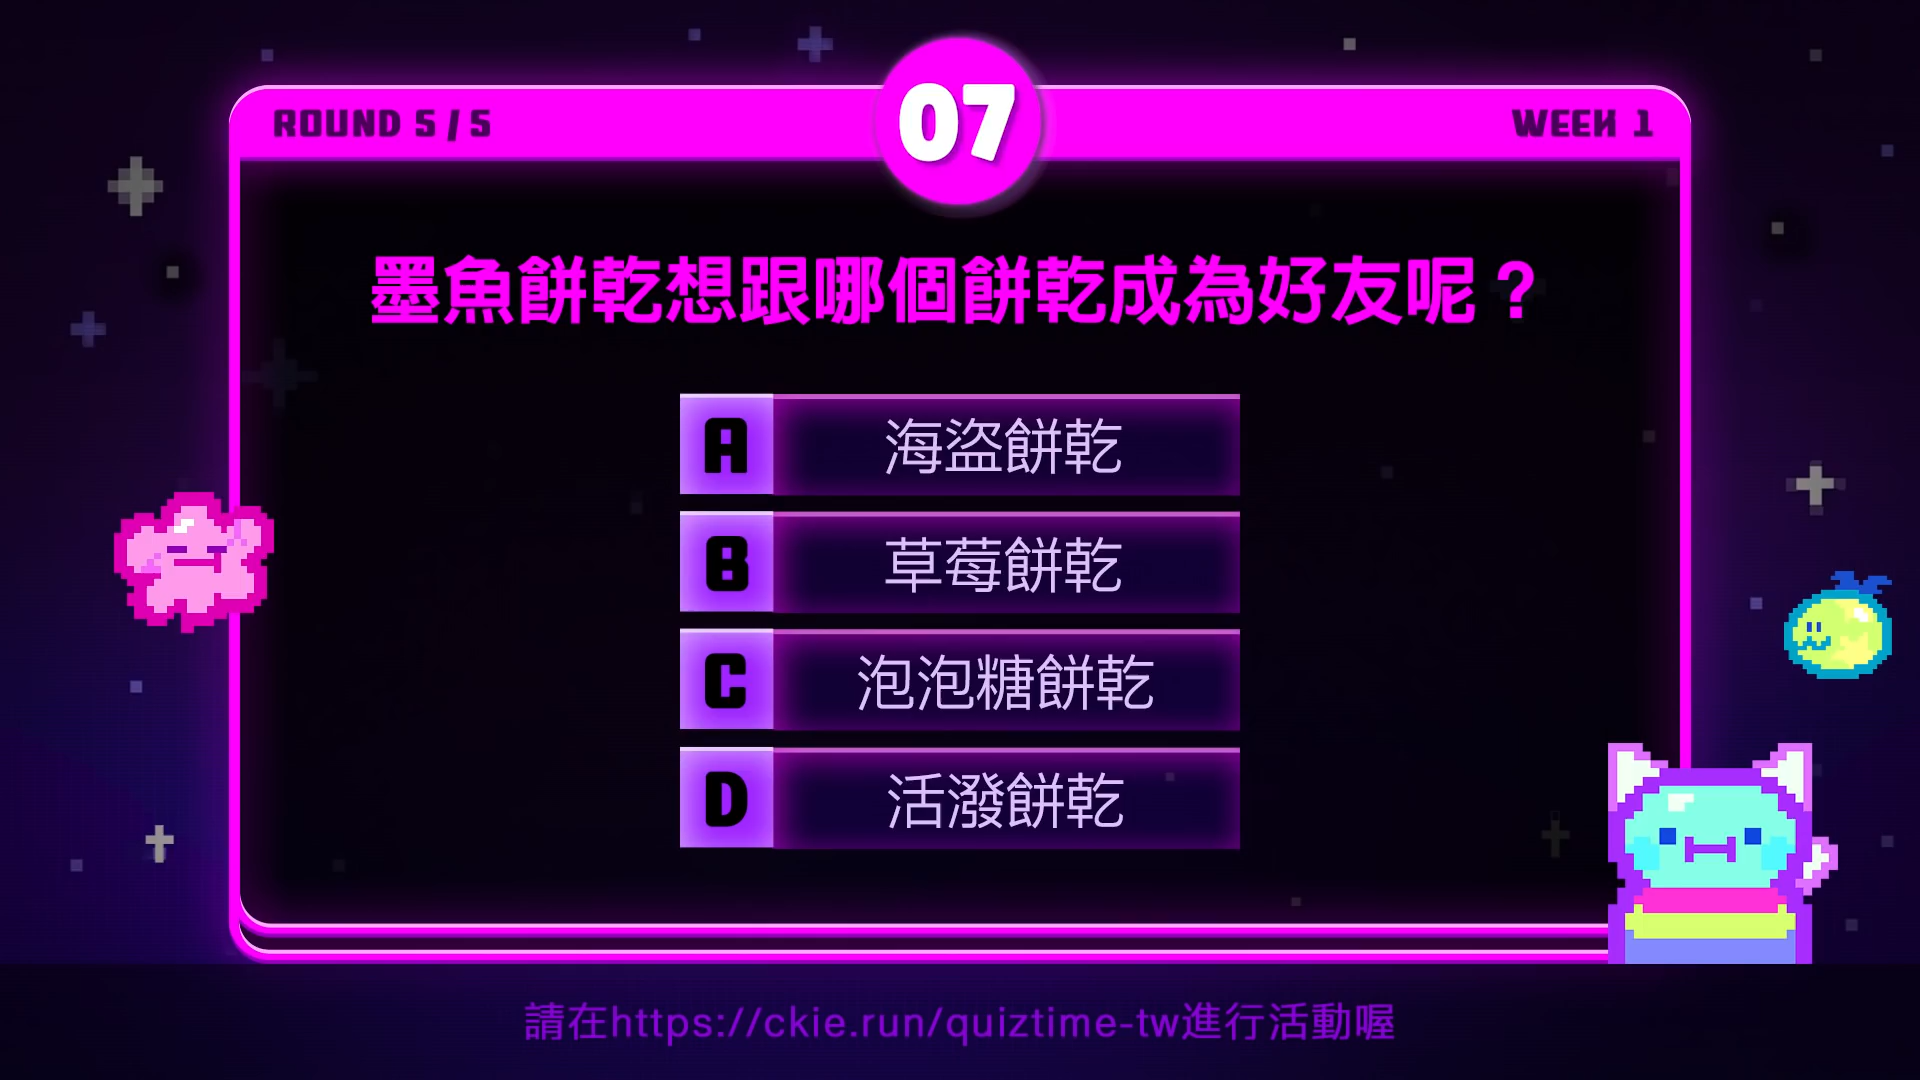 07
ROUND 5/5
WEEK 1
墨魚餅乾想跟哪個餅乾成為好友呢？
A 海盜餅乾
B 草莓餅乾
C 泡泡糖餅乾
D 活潑餅乾
請在https://ckie.run/quiztime-tw進行活動喔